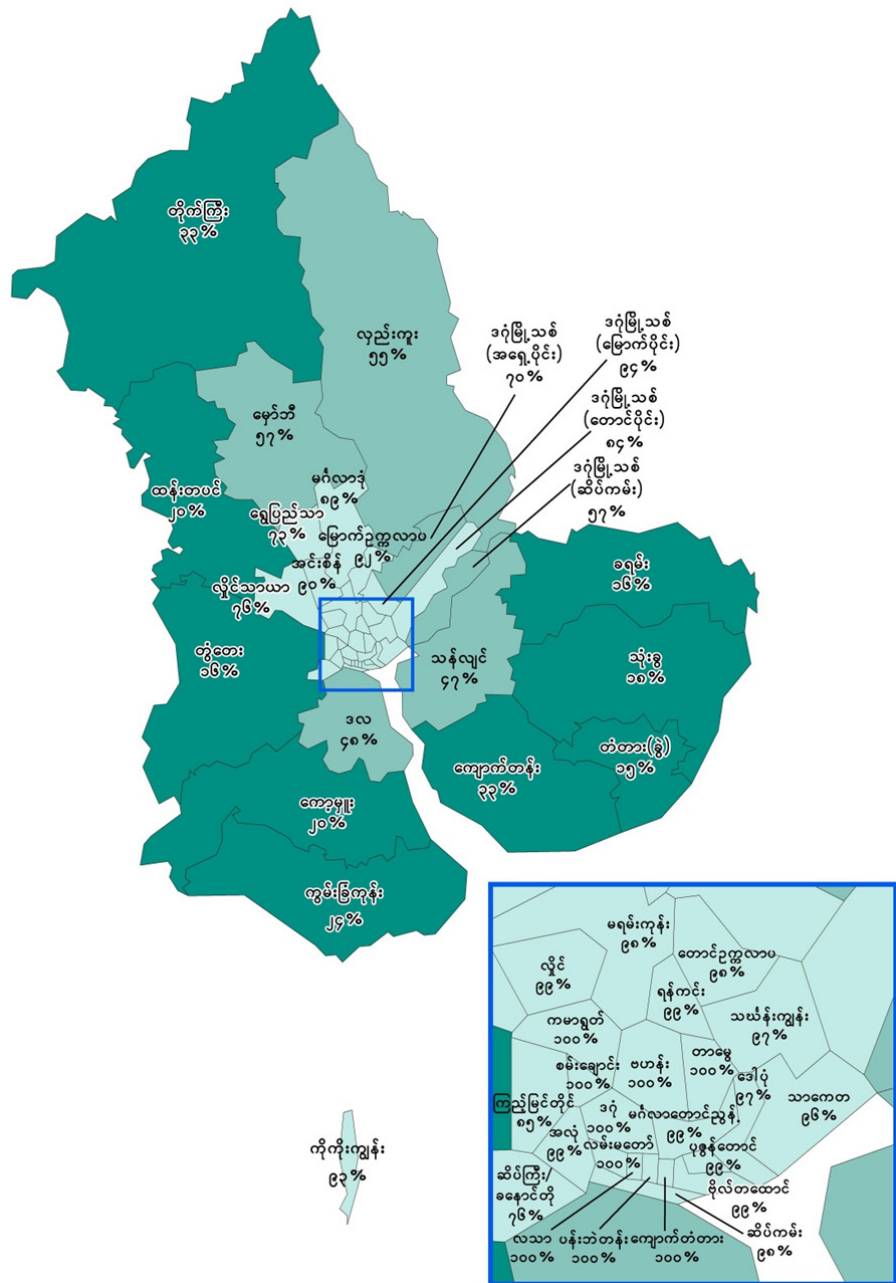 တိုက်ကြီး
၃၃%
လှည်းကူး
၅၅%
ဒဂုံမြို့သစ်
(အရှေ့ပိုင်း)
၇၀%
ဒဂုံမြို့သစ်
(မြောက်ပိုင်း)
၉၄%
ဒဂုံမြို့သစ်
(တောင်ပိုင်း)
၈၄%
ဒဂုံမြို့သစ်
(ဆိပ်ကမ်း)
၅၇%
မှော်ဘီ
၅၇%
မင်္ဂလာဒုံ
၈၉%
ထန်းတပင်
၂၀%
ရွှေပြည်သာ
၇၃%
မြောက်ဥက္ကလာပ
၉၂%
အင်းစိန်
၉၀%
လှိုင်သာယာ
၇၆%
ခရမ်း
၁၆%
တွံတေး
၁၆%
သန်လျင်
၄၇%
သုံးခွ
၁၈%
ဒလ
၄၈%
ကျောက်တန်း
၃၃%
တံတား(ခွဲ)
၁၅%
ကော့မှူး
၂၀%
ကွမ်းခြံကုန်း
၂၄%
ကိုကိုးကျွန်း
၉၃%
မရမ်းကုန်း
၉၈%
လှိုင်
၉၉%
တောင်ဥက္ကလာပ
၉၈%
ရန်ကင်း
၉၉%
ကမာရွတ်
၁၀၀%
သင်္ဃန်းကျွန်း
၉၇%
စမ်းချောင်း
၁၀၀%
ဗဟန်း
၁၀၀%
တာမွေ
၁၀၀%
ဒေါပုံ
၉၇%
သာကေတ
၉၆%
ကြည့်မြင်တိုင်
၈၅%
အလုံ
၉၉%
ဒဂုံ
၁၀၀%
မင်္ဂလာတောင်ညွန့်
၉၉%
လမ်းမတော်
၁၀၀%
ပုဇွန်တောင်
၉၉%
ဗိုလ်တထောင်
၉၉%
ဆိပ်ကြီး/
ခနောင်တို
၇၆%
လသာ
၁၀၀%
ပန်းဘဲတန်း
၁၀၀%
ကျောက်တံတား
၁၀၀%
ဆိပ်ကမ်း
၉၈%